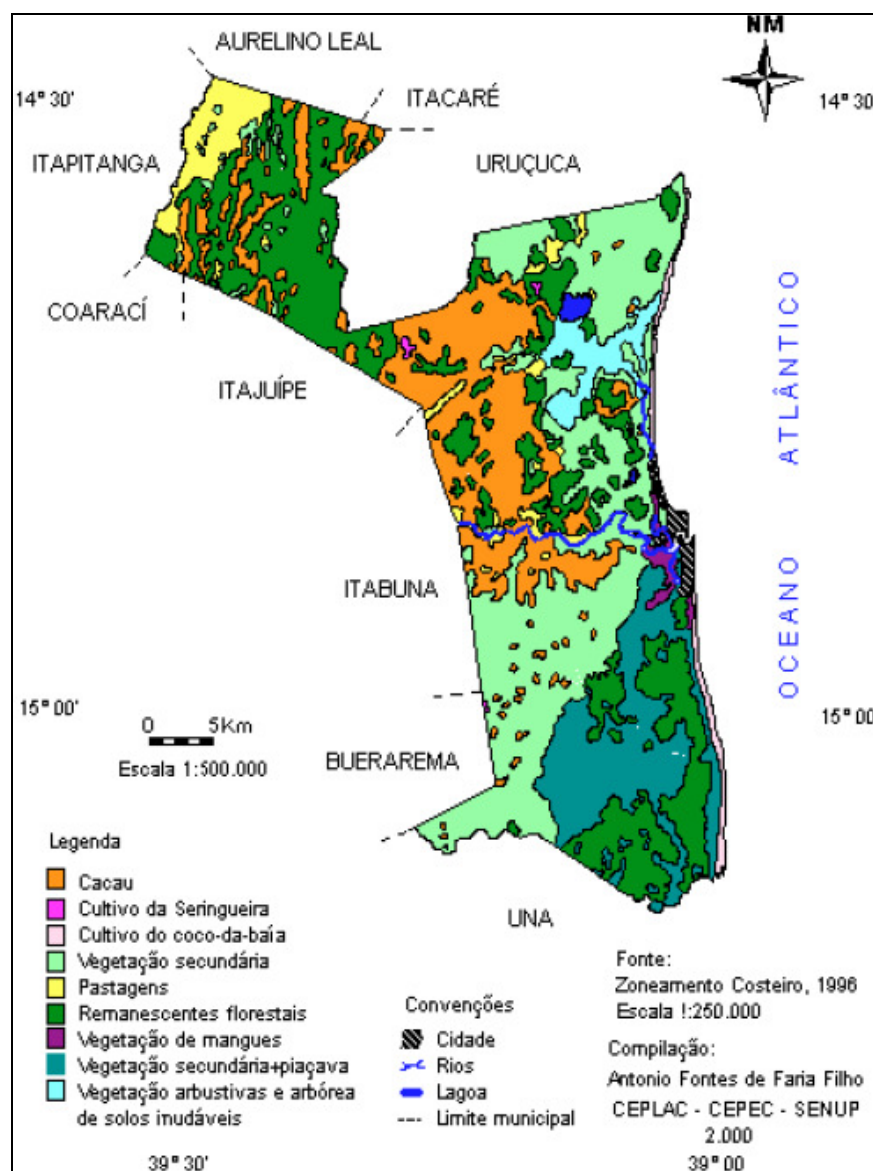 NM
AURELINO LEAL
14° 30'
ITACARÉ
14° 30
ITAPITANGA
URUÇUCA
COARACÍ
ITAJUÍPE
OCEANO ATLÂNTICO
ITABUNA
15° 00'
15° 00
0 5Km
Escala 1:500.000
BUERAREMA
UNA
Legenda
Cacau
Cultivo da Seringueira
Cultivo do coco-da-baía
Vegetação secundária
Pastagens
Remanescentes florestais
Vegetação de mangues
Vegetação secundária+piaçava
Vegetação arbustivas e arbórea
de solos inudáveis
Convenções
Cidade
Rios
Lagoa
Limite municipal
Fonte:
Zoneamento Costeiro, 1996
Escala !:250.000
Compilação:
Antonio Fontes de Faria Filho
CEPLAC - CEPEC - SENUP
2.000
39° 30'
39° 00